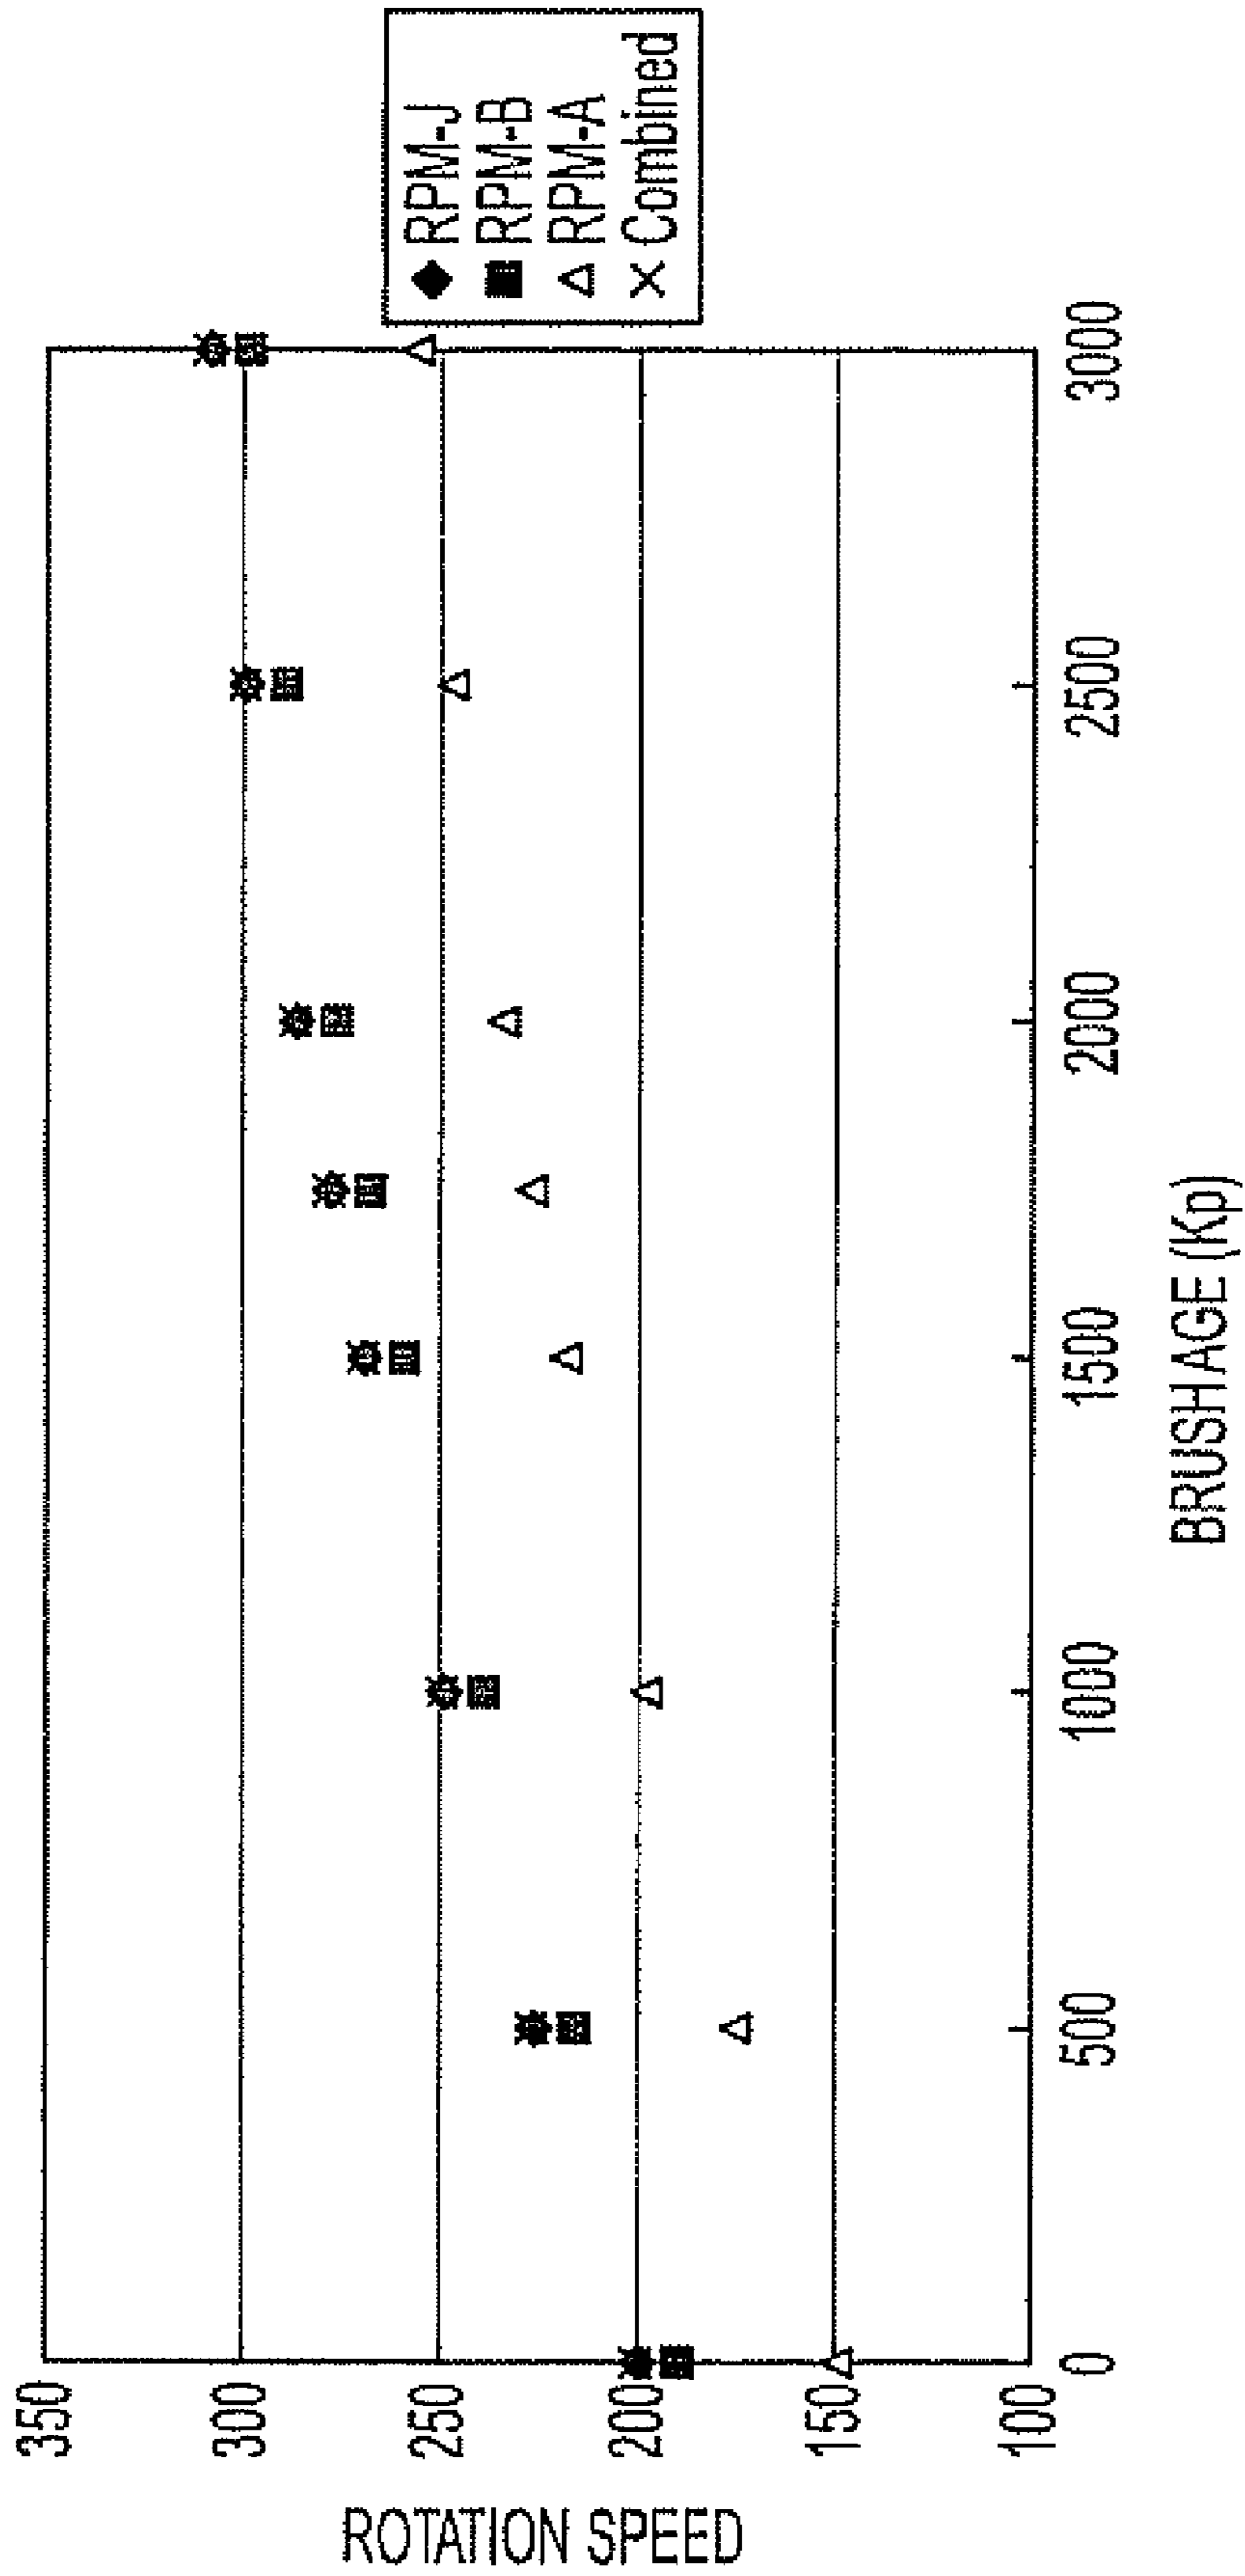 ROTATION SPEED
350
300
250
200
150
100
0
500
1000
1500
2000
2500
3000
BRUSHAGE (Kp)
RPM-J
RPM-B
RPM-A
Combined